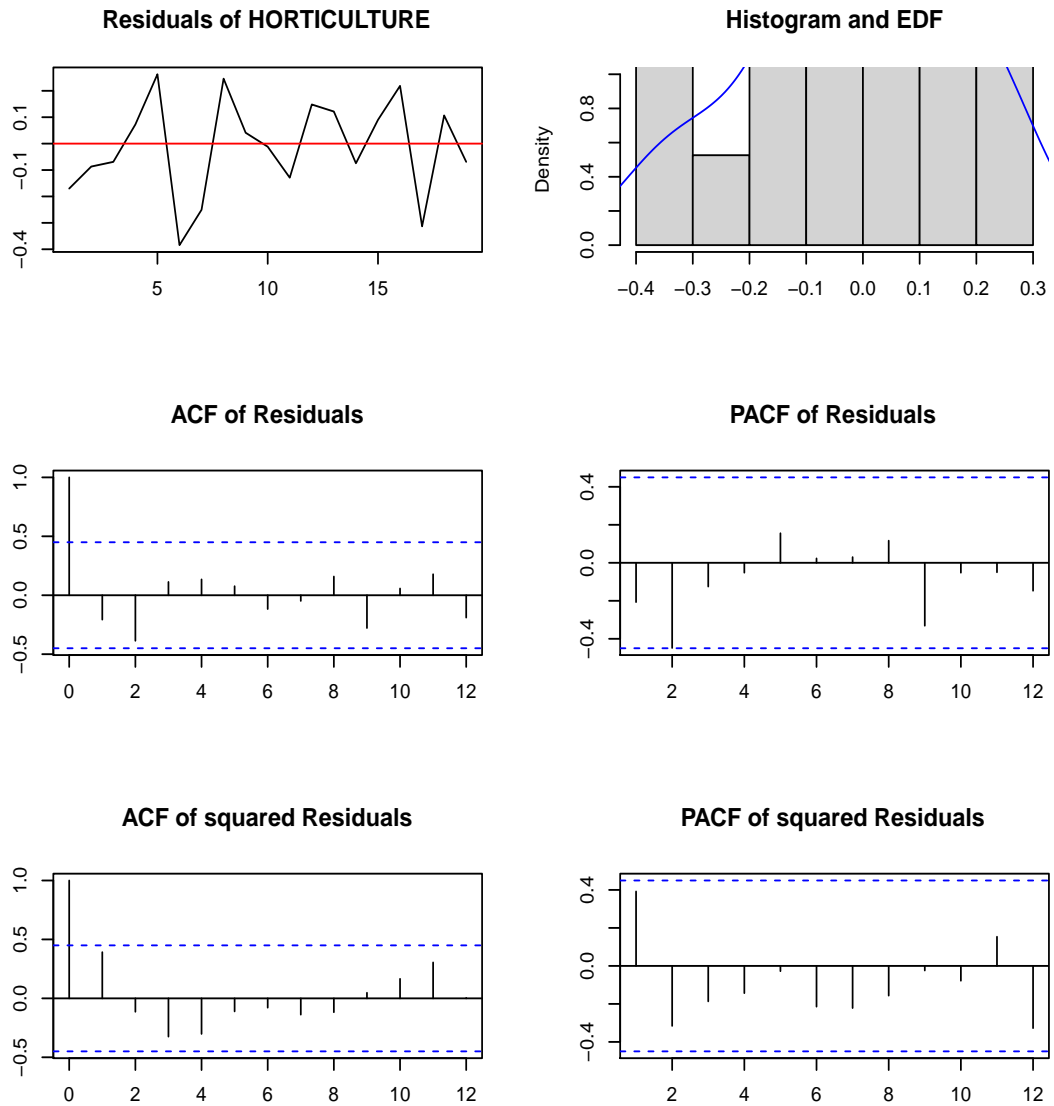 Residuals of HORTICULTURE
0.1
−0.1
−0.4
5 10 15
Histogram and EDF
Density
0.8
0.4
0.0
−0.4 −0.3 −0.2 −0.1 0.0 0.1 0.2 0.3
ACF of Residuals
1.0
0.5
0.0
−0.5
0 2 4 6 8 10 12
PACF of Residuals
0.4
0.0
−0.4
2 4 6 8 10 12
ACF of squared Residuals
1.0
0.5
0.0
−0.5
0 2 4 6 8 10 12
PACF of squared Residuals
0.4
0.0
−0.4
2 4 6 8 10 12